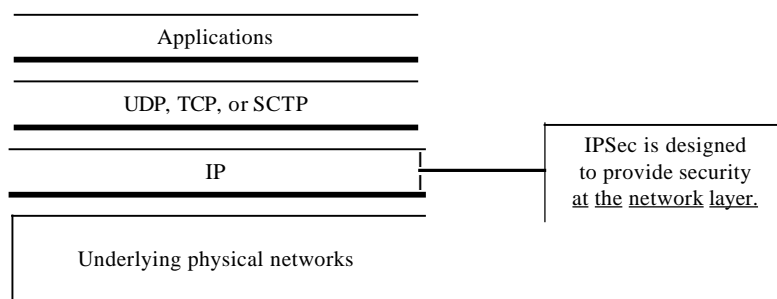 Applications
UDP, TCP, or SCTP
IP
IPSec is designed
to provide security
at the network layer.
Underlying physical networks